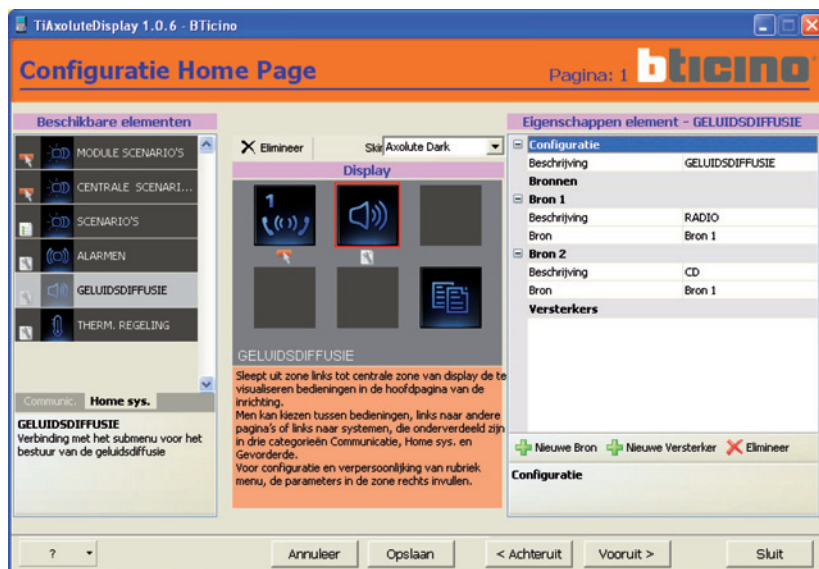 TiAxoluteDisplay 1.0.6 - BTicino
Configuratie Home Page
Pagina: 1
bticino
Beschikbare elementen
MODULE SCENARIO'S
CENTRALE SCENARI...
SCENARIO'S
ALARMEN
GELUIDSDIFFUSIE
THERM. REGELING
Communic.
Home sys.
GELUIDSDIFFUSIE
Verbinding met het submenu voor het
bestuur van de geluidsdiffusie
Elimineer
Skin
Axolute Dark
Display
1
GELUIDSDIFFUSIE
Sleept uit zone links tot centrale zone van display de te
visualiseren bedieningen in de hoofdpagina van de
inrichting.
Men kan kiezen tussen bedieningen, links naar andere
pagina's of links naar systemen, die onderverdeeld zijn
in drie categorieën Communicatie, Home sys. en
Gevorderde.
Voor configuratie en verpersoonlijking van rubriek
menu, de parameters in de zone rechts invullen.
Eigenschappen element - GELUIDSDIFFUSIE
Configuratie
Beschrijving GELUIDSDIFFUSIE
Bronnen
Bron 1
Beschrijving RADIO
Bron Bron 1
Bron 2
Beschrijving CD
Bron Bron 1
Versterkers
Nieuwe Bron
Nieuwe Versterker
Elimineer
Configuratie
?
Annuleer
Opslaan
< Achteruit
Vooruit >
Sluit